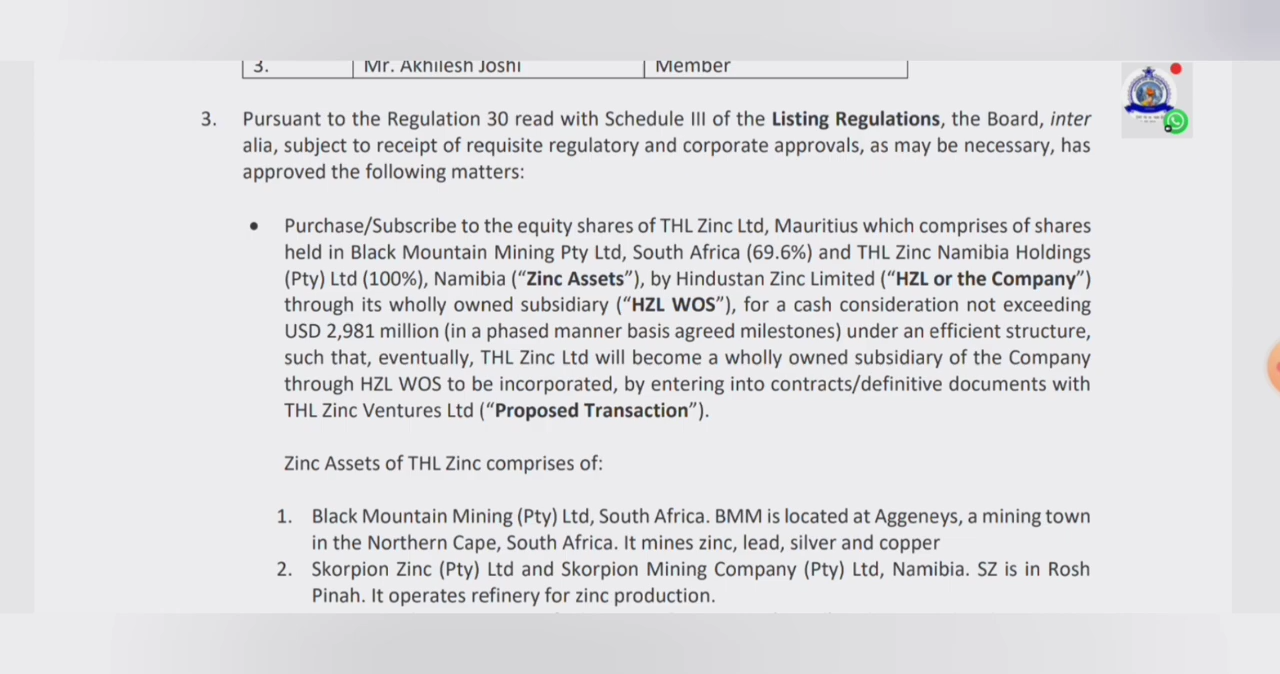 3. Mr. Akhilesh Joshi Member
3. Pursuant to the Regulation 30 read with Schedule III of the Listing Regulations, the Board, inter
alia, subject to receipt of requisite regulatory and corporate approvals, as may be necessary, has
approved the following matters:
• Purchase/Subscribe to the equity shares of THL Zinc Ltd, Mauritius which comprises of shares
held in Black Mountain Mining Pty Ltd, South Africa (69.6%) and THL Zinc Namibia Holdings
(Pty) Ltd (100%), Namibia (“Zinc Assets”), by Hindustan Zinc Limited (“HZL or the Company”)
through its wholly owned subsidiary (“HZL WOS”), for a cash consideration not exceeding
USD 2,981 million (in a phased manner basis agreed milestones) under an efficient structure,
such that, eventually, THL Zinc Ltd will become a wholly owned subsidiary of the Company
through HZL WOS to be incorporated, by entering into contracts/definitive documents with
THL Zinc Ventures Ltd (“Proposed Transaction”).
Zinc Assets of THL Zinc comprises of:
1. Black Mountain Mining (Pty) Ltd, South Africa. BMM is located at Aggeneys, a mining town
in the Northern Cape, South Africa. It mines zinc, lead, silver and copper
2. Skorpion Zinc (Pty) Ltd and Skorpion Mining Company (Pty) Ltd, Namibia. SZ is in Rosh
Pinah. It operates refinery for zinc production.